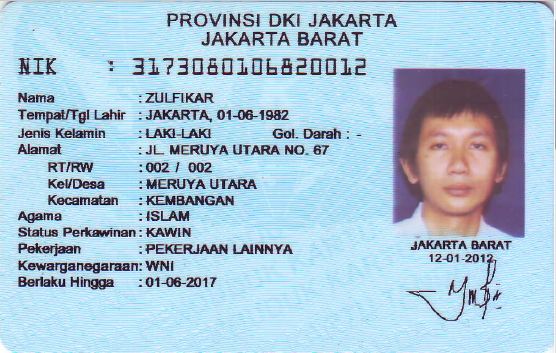 PROVINSI DKI JAKARTA
JAKARTA BARAT
NIK : 3173080106820012
Nama : ZULFIKAR
Tempat/Tgl Lahir : JAKARTA, 01-06-1982
Jenis Kelamin : LAKI-LAKI Gol. Darah : -
Alamat : JL. MERUYA UTARA NO. 67
RT/RW : 002 / 002
Kel/Desa : MERUYA UTARA
Kecamatan : KEMBANGAN
Agama : ISLAM
Status Perkawinan : KAWIN
Pekerjaan : PEKERJAAN LAINNYA
Kewarganegaraan: WNI
Berlaku Hingga : 01-06-2017
JAKARTA BARAT
12-01-2012